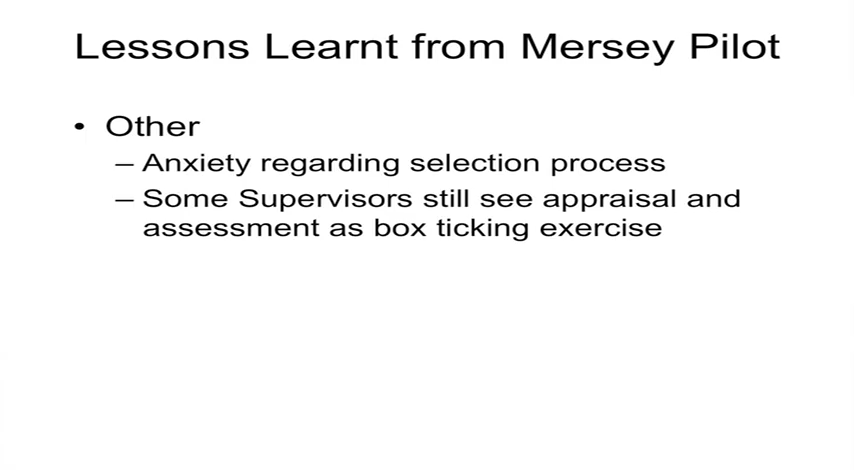 Lessons Learnt from Mersey Pilot
• Other
– Anxiety regarding selection process
– Some Supervisors still see appraisal and
assessment as box ticking exercise